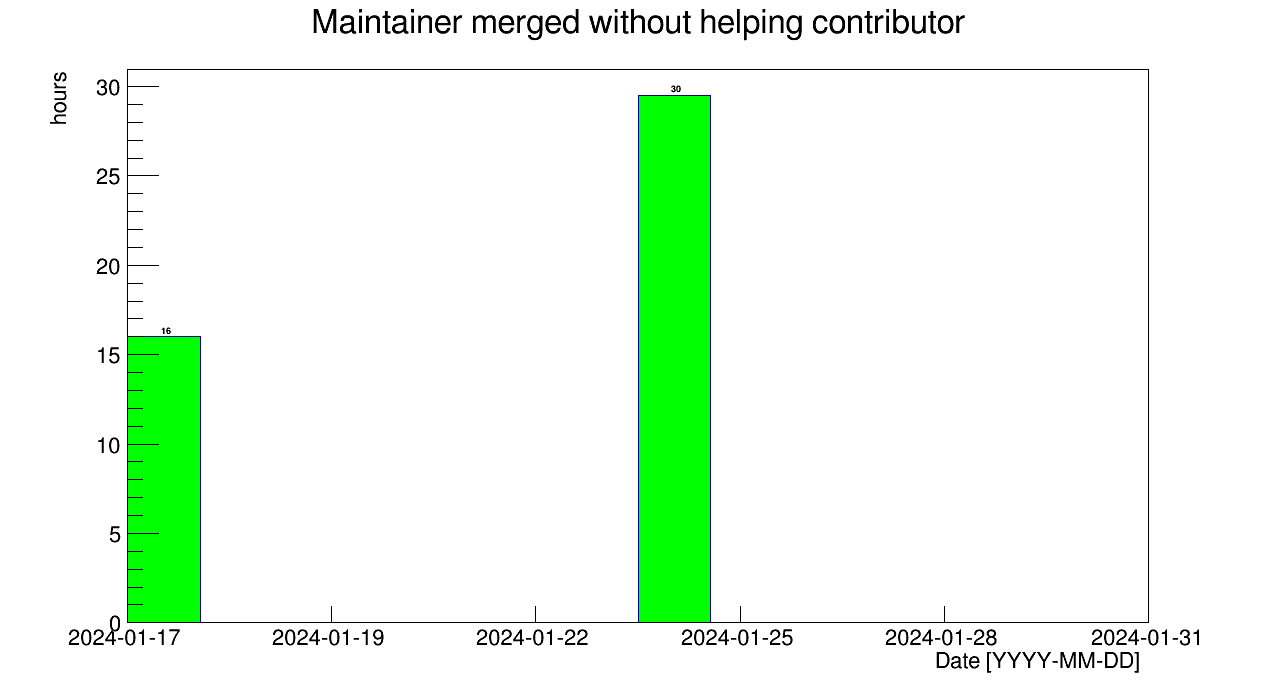 Maintainer merged without helping contributor
hours
30
25
20
15
10
5
0
16
30
2024-01-17 2024-01-19 2024-01-22 2024-01-25 2024-01-28 2024-01-31
Date [YYYY-MM-DD]